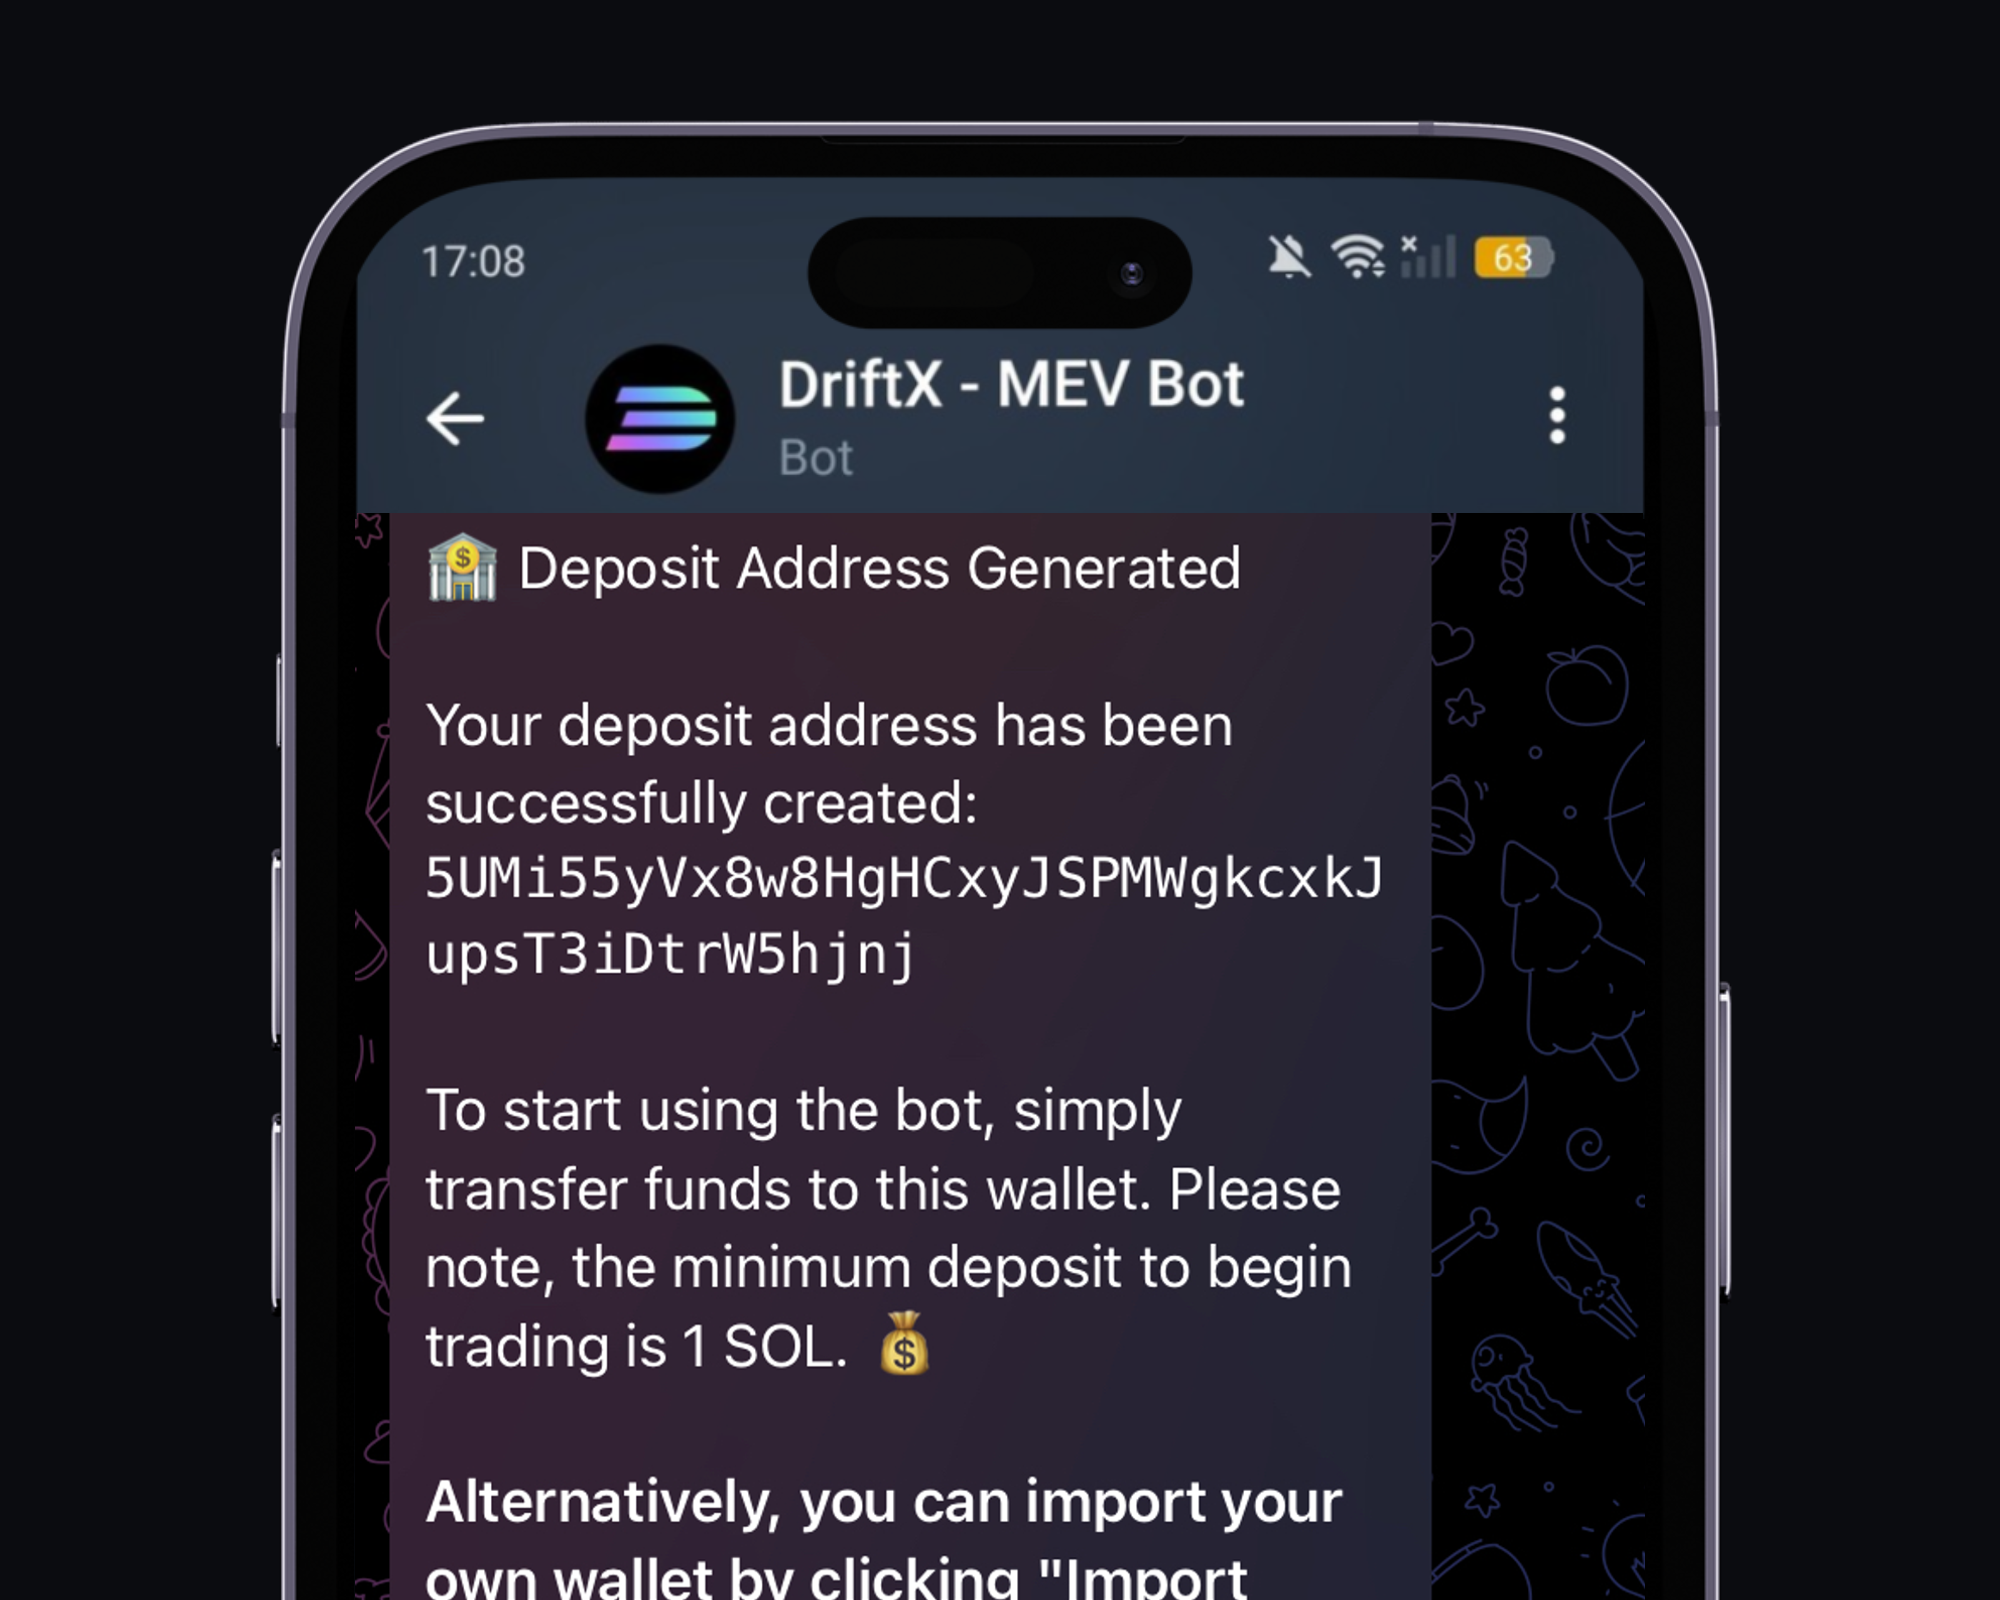 17:08
63
DriftX - MEV Bot
Bot
🏦 Deposit Address Generated
Your deposit address has been
successfully created:
5UMi55yVx8w8HgHCxyJSPMWgkcxkJ
upsT3iDtrW5hjnj
To start using the bot, simply
transfer funds to this wallet. Please
note, the minimum deposit to begin
trading is 1 SOL. 💰
Alternatively, you can import your
own wallet by clicking "Import